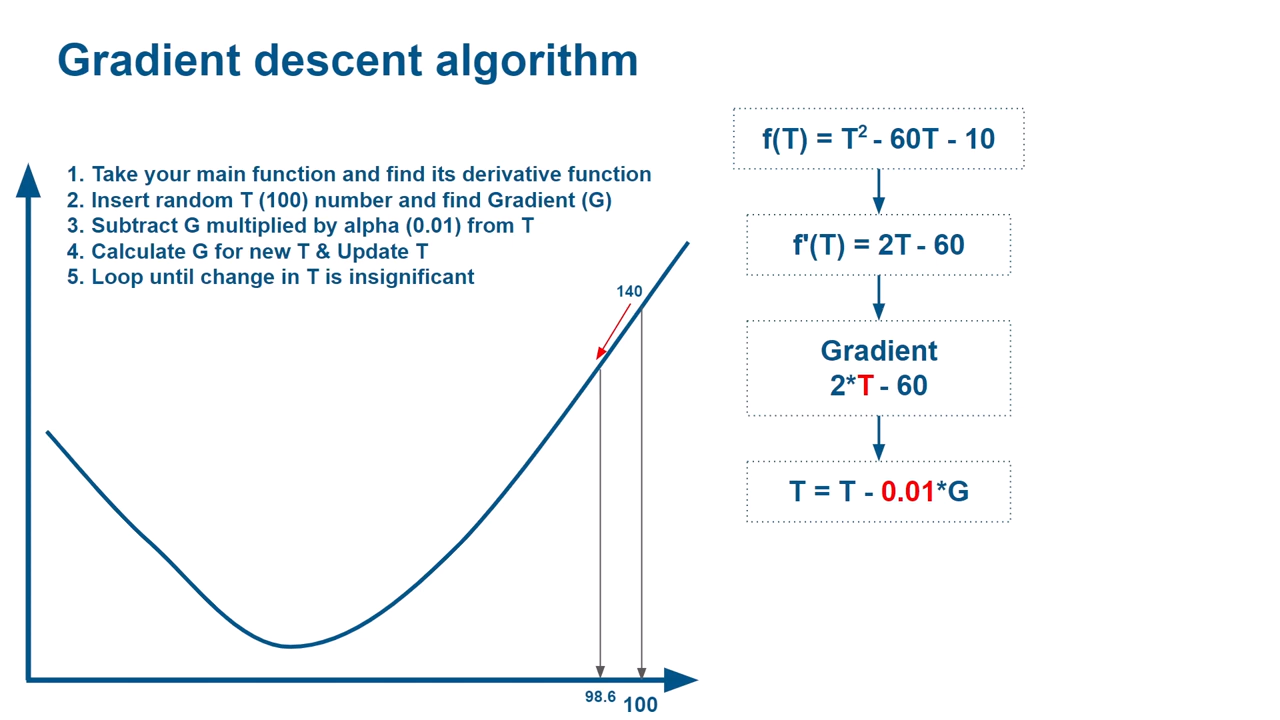 Gradient descent algorithm
1. Take your main function and find its derivative function
2. Insert random T (100) number and find Gradient (G)
3. Subtract G multiplied by alpha (0.01) from T
4. Calculate G for new T & Update T
5. Loop until change in T is insignificant
140
98.6
100
f(T) = T² - 60T - 10
f'(T) = 2T - 60
Gradient
2*T - 60
T = T - 0.01*G